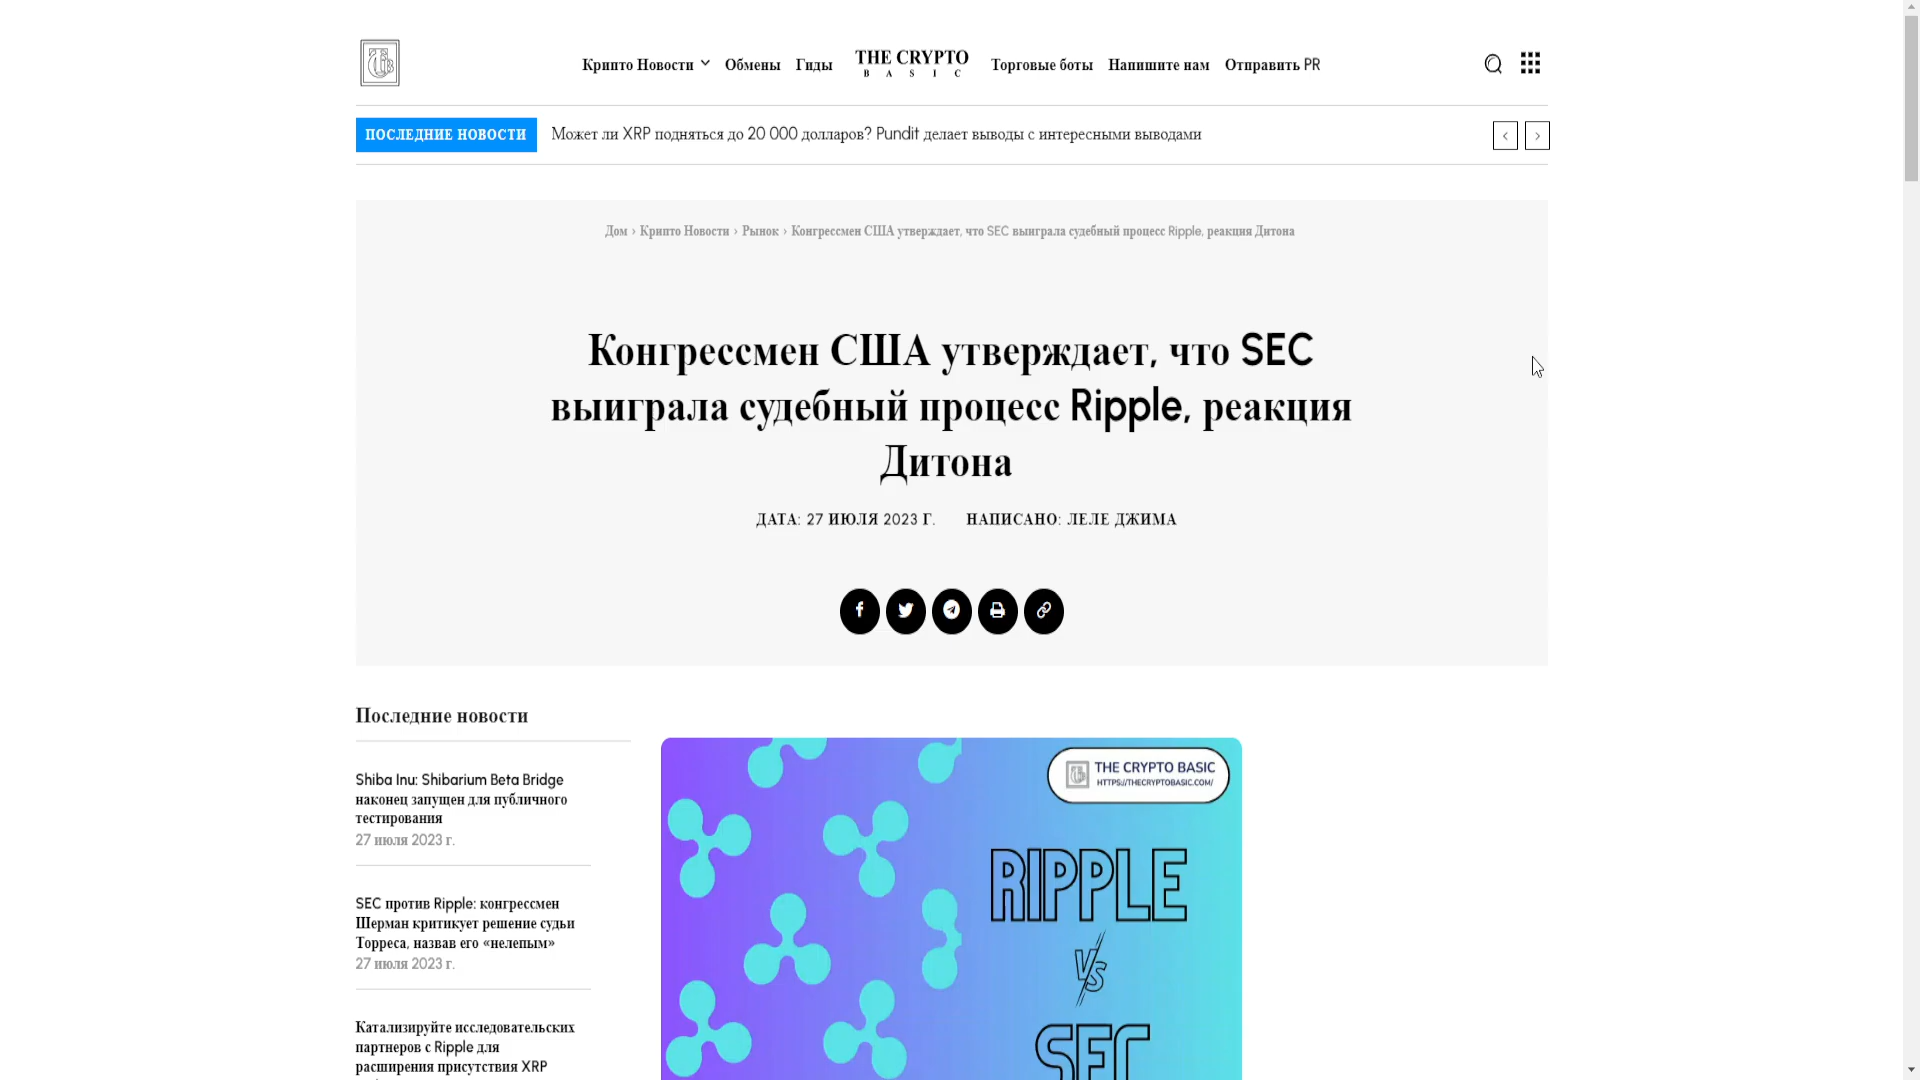 Крипто Новости
Обмены
Гиды
THE CRYPTO
BASIC
Торговые боты
Напишите нам
Отправить PR
ПОСЛЕДНИЕ НОВОСТИ
Может ли XRP подняться до 20 000 долларов? Pundit делает выводы с интересными выводами
Дом › Крипто Новости › Рынок › Конгрессмен США утверждает, что SEC выиграла судебный процесс Ripple, реакция Дитона
Конгрессмен США утверждает, что SEC
выиграла судебный процесс Ripple, реакция
Дитона
ДАТА: 27 ИЮЛЯ 2023 Г.
НАПИСАНО: ЛЕЛЕ ДЖИМА
Последние новости
Shiba Inu: Shibarium Beta Bridge
наконец запущен для публичного
тестирования
27 июля 2023 г.
SEC против Ripple: конгрессмен
Шерман критикует решение судьи
Торреса, назвав его «нелепым»
27 июля 2023 г.
Катализируйте исследовательских
партнеров с Ripple для
расширения присутствия XRP
THE CRYPTO BASIC
HTTPS://THECRYPTOBASIC.COM/
RIPPLE
VS
SEC